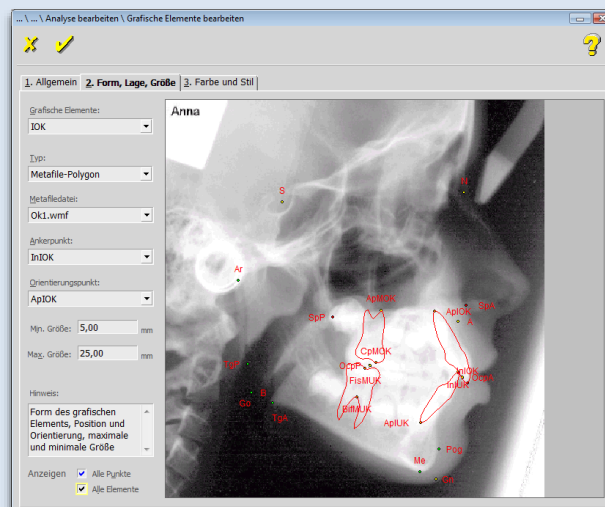 ... \ ... \ Analyse bearbeiten \ Grafische Elemente bearbeiten
1. Allgemein 2. Form, Lage, Größe 3. Farbe und Stil
Grafische Elemente:
IOK
Typ:
Metafile-Polygon
Metafiledatei:
Ok1.wmf
Ankerpunkt:
InIOK
Orientierungspunkt:
ApIOK
Min. Größe: 5,00 mm
Max. Größe: 25,00 mm
Hinweis:
Form des grafischen
Elements, Position und
Orientierung, maximale
und minimale Größe
Anzeigen Alle Punkte
Alle Elemente
Anna
N
S
Ar
ApMOK
SpP
ApIOK
A
CpMOK
OcpP
InIOK
FisMUK
InIUK
B
Go
BifMUK
TgA
ApIUK
Pog
Me